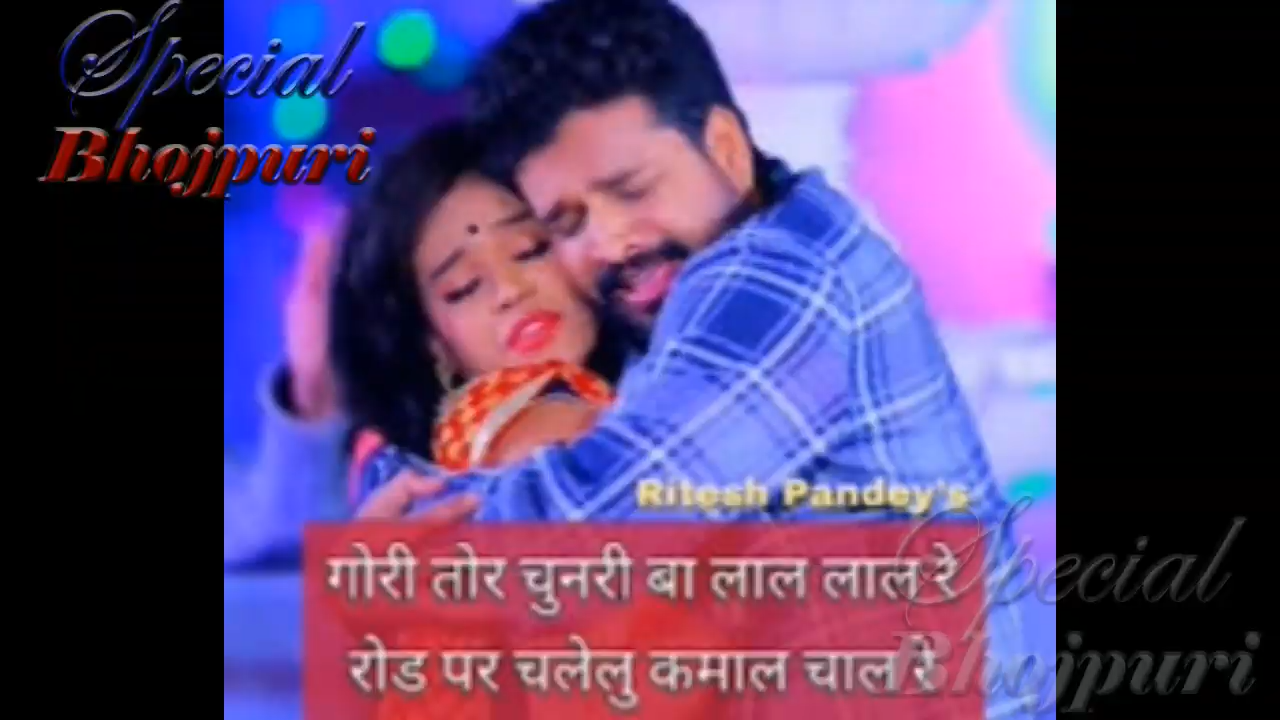 Special
Bhojpuri
Ritesh Pandey's
गोरी तोर चुनरी बा लाल लाल रे
रोड पर चलेलु कमाल चाल रे
Special
Bhojpuri